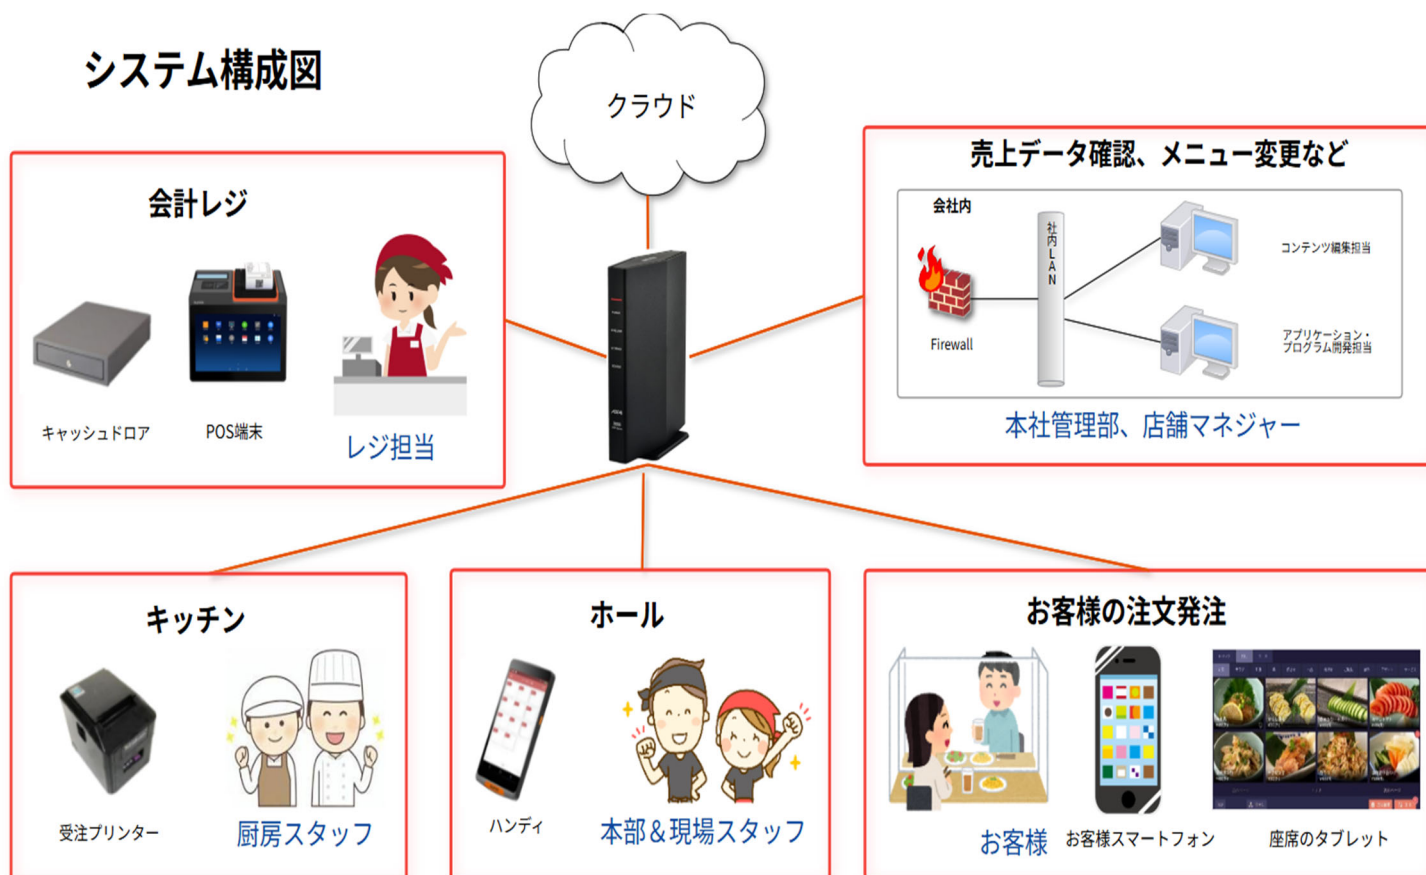 システム構成図
クラウド
会計レジ
キャッシュドロア
POS端末
レジ担当
売上データ確認、メニュー変更など
会社内
社内LAN
Firewall
コンテンツ編集担当
アプリケーション・
プログラム開発担当
本社管理部、店舗マネジャー
キッチン
受注プリンター
厨房スタッフ
ホール
ハンディ
本部＆現場スタッフ
お客様の注文発注
お客様
お客様スマートフォン
座席のタブレット